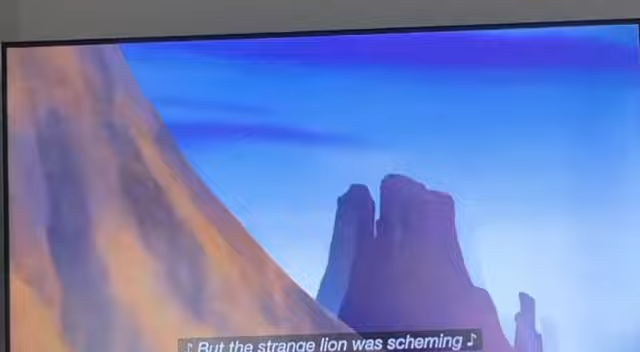 ♪ But the strange lion was scheming ♪